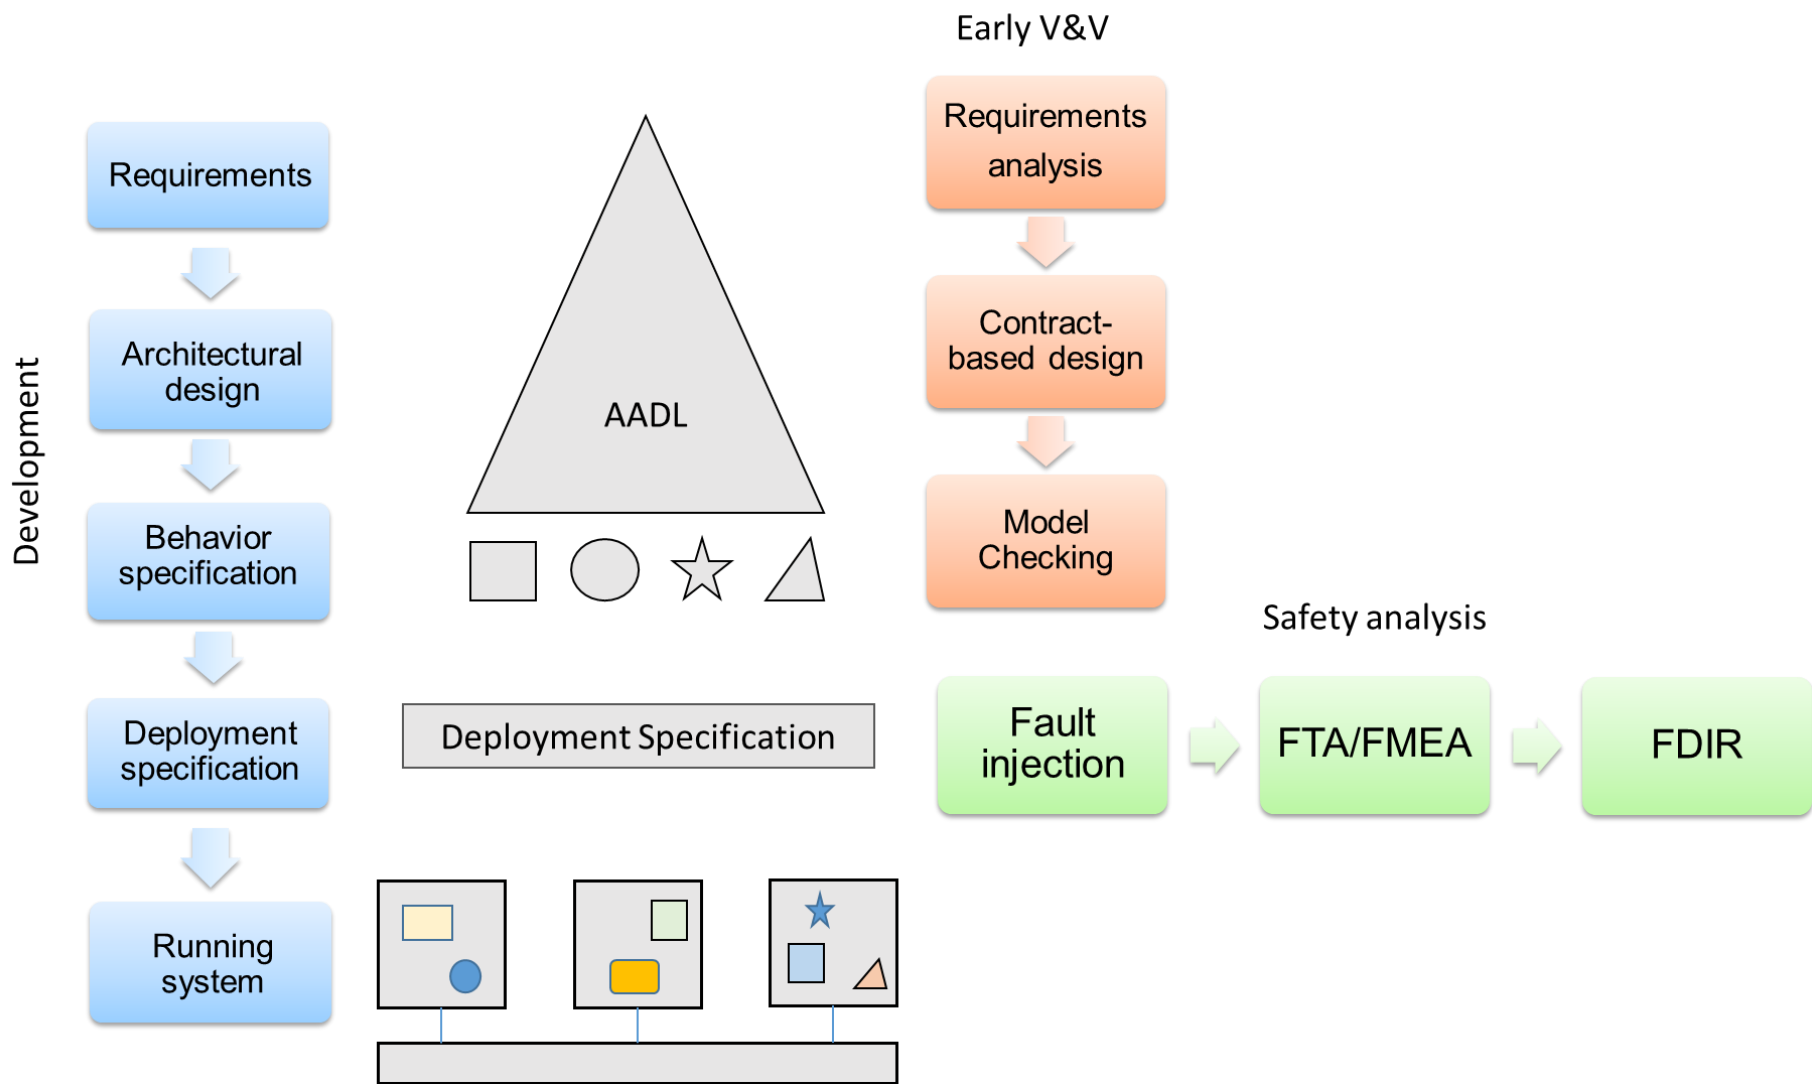 Early V&V
Requirements
analysis
Requirements
Contract-
based design
Architectural
design
Development
AADL
Model
Checking
Behavior
specification
Safety analysis
Deployment
specification
Deployment Specification
Fault
injection
FTA/FMEA
FDIR
Running
system